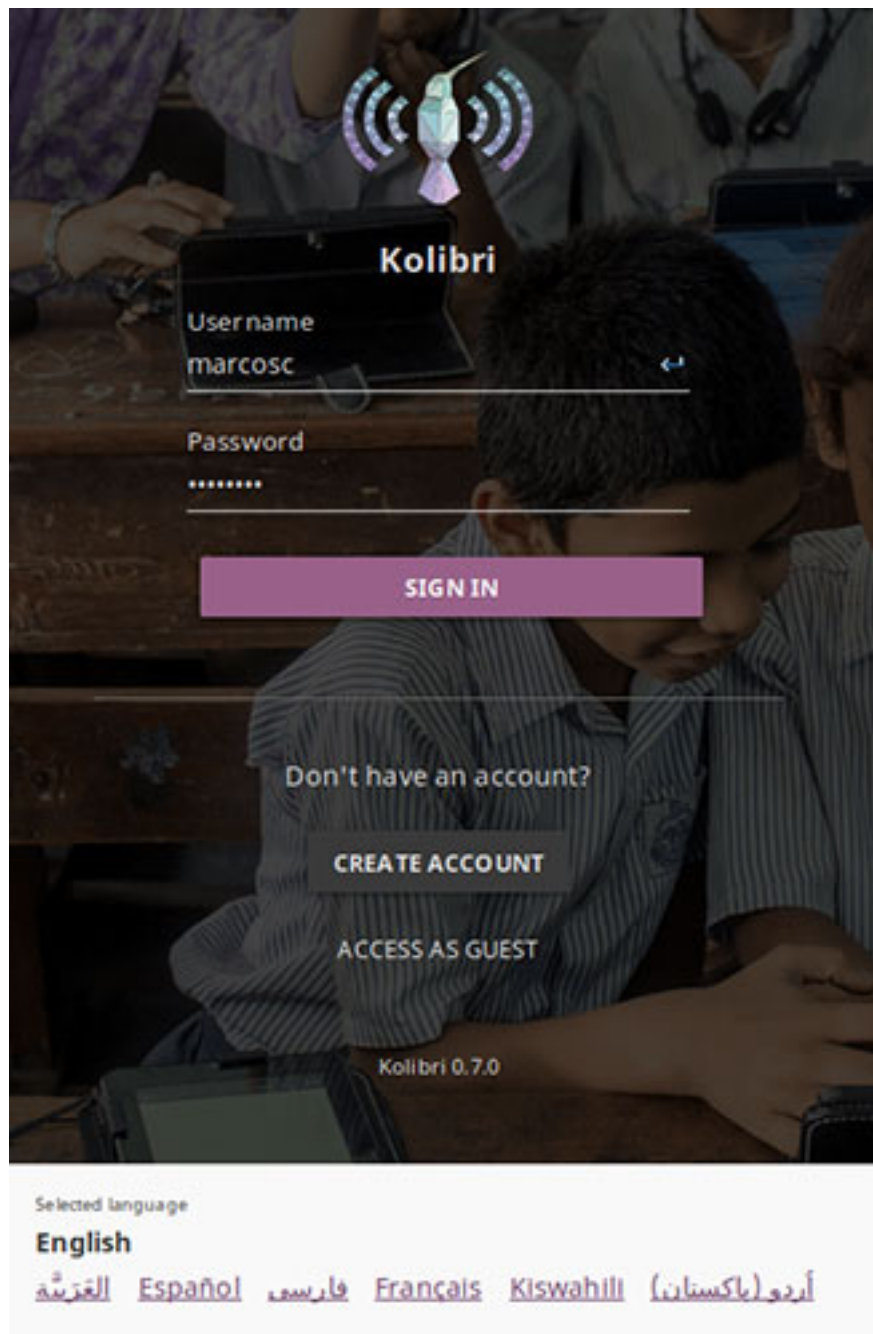 Kolibri
Username
marcosc
Password
••••••••
SIGN IN
Don't have an account?
CREATE ACCOUNT
ACCESS AS GUEST
Kolibri 0.7.0
Selected language
English
العَرَبِيَّة Español فارسی Français Kiswahili اُردو (پاکستان)